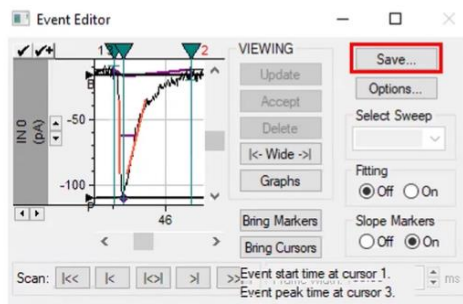 Event Editor
1 3 2
VIEWING
Update
Accept
Delete
|<- Wide ->|
Graphs
Bring Markers
Bring Cursors
Save...
Options...
Select Sweep
Fitting
Off On
Slope Markers
Off On
IN 0
(pA)
-50
-100
46
Scan: |<< |< |<>| >| >>|
ms
Event start time at cursor 1.
Event peak time at cursor 3.